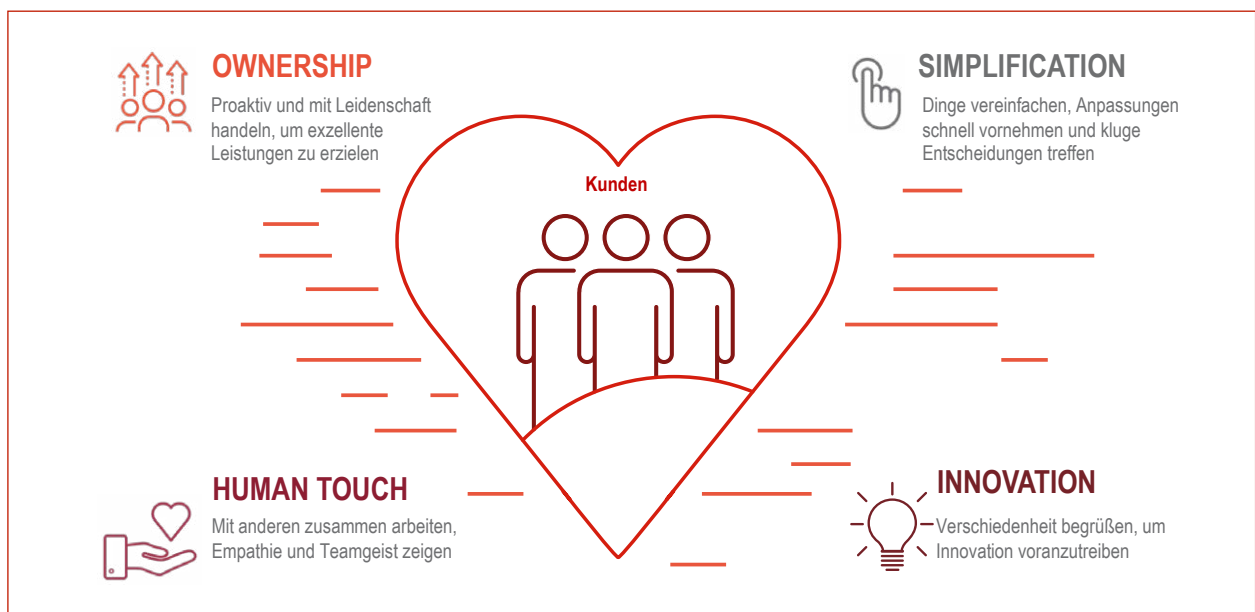 OWNERSHIP
Proaktiv und mit Leidenschaft
handeln, um exzellente
Leistungen zu erzielen
SIMPLIFICATION
Dinge vereinfachen, Anpassungen
schnell vornehmen und kluge
Entscheidungen treffen
Kunden
HUMAN TOUCH
Mit anderen zusammen arbeiten,
Empathie und Teamgeist zeigen
INNOVATION
Verschiedenheit begrüßen, um
Innovation voranzutreiben